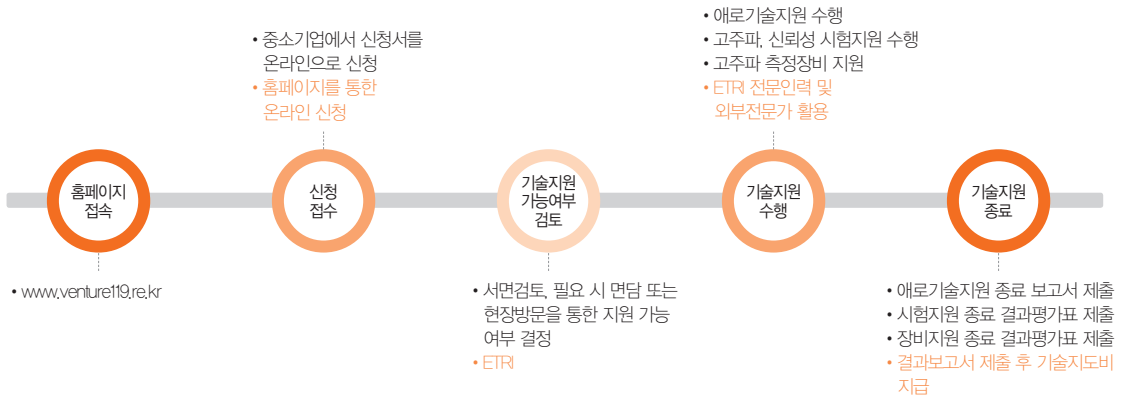 홈페이지
접속
• www.venture119.re.kr
• 중소기업에서 신청서를
온라인으로 신청
• 홈페이지를 통한
온라인 신청
신청
접수
기술지원
가능여부
검토
• 서면검토, 필요 시 면담 또는
현장방문을 통한 지원 가능
여부 결정
• ETRI
• 애로기술지원 수행
• 고주파, 신뢰성 시험지원 수행
• 고주파 측정장비 지원
• ETRI 전문인력 및
외부전문가 활용
기술지원
수행
기술지원
종료
• 애로기술지원 종료 보고서 제출
• 시험지원 종료 결과평가표 제출
• 장비지원 종료 결과평가표 제출
• 결과보고서 제출 후 기술지도비
지급